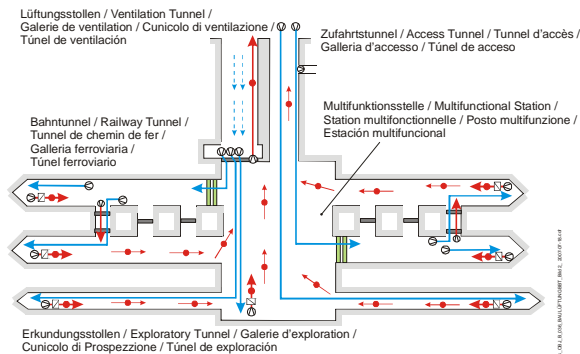 Lüftungsstollen / Ventilation Tunnel /
Galerie de ventilation / Cunicolo di ventilazione /
Túnel de ventilación
Zufahrtstunnel / Access Tunnel / Tunnel d'accès /
Galleria d'accesso / Túnel de acceso
Bahntunnel / Railway Tunnel /
Tunnel de chemin de fer /
Galleria ferroviaria /
Túnel ferroviario
Multifunktionsstelle / Multifunctional Station /
Station multifonctionnelle / Posto multifunzione /
Estación multifuncional
Erkundungsstollen / Exploratory Tunnel / Galerie d'exploration /
Cunicolo di Prospezzione / Túnel de exploración